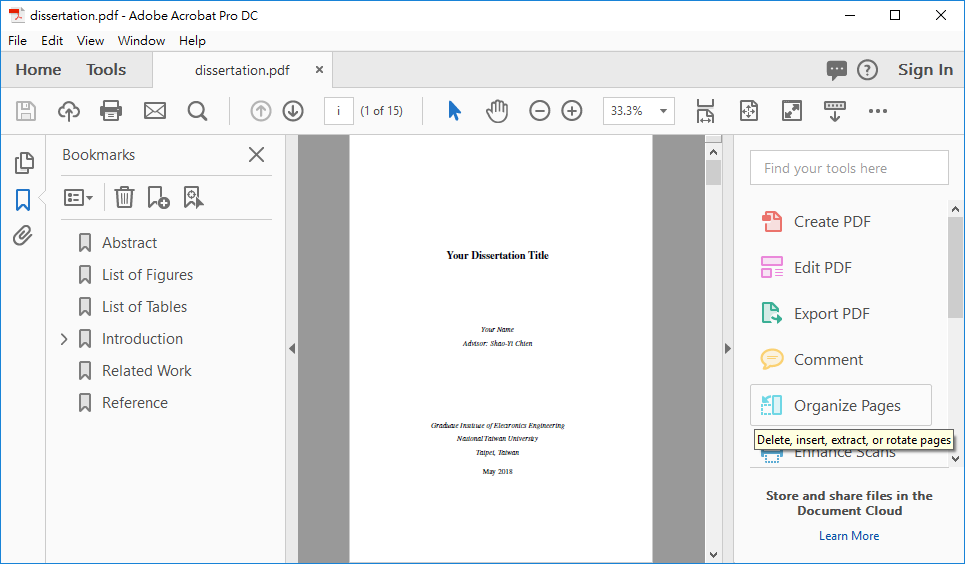 dissertation.pdf - Adobe Acrobat Pro DC
File Edit View Window Help
Home Tools dissertation.pdf × Sign In
i (1 of 15) 33.3%
Bookmarks
Abstract
List of Figures
List of Tables
Introduction
Related Work
Reference
Your Dissertation Title
Your Name
Advisor: Shao-Yi Chien
Graduate Institute of Electronics Engineering
National Taiwan University
Taipei, Taiwan
May 2018
Find your tools here
Create PDF
Edit PDF
Export PDF
Comment
Organize Pages
Delete, insert, extract, or rotate pages
Enhance Scans
Store and share files in the
Document Cloud
Learn More